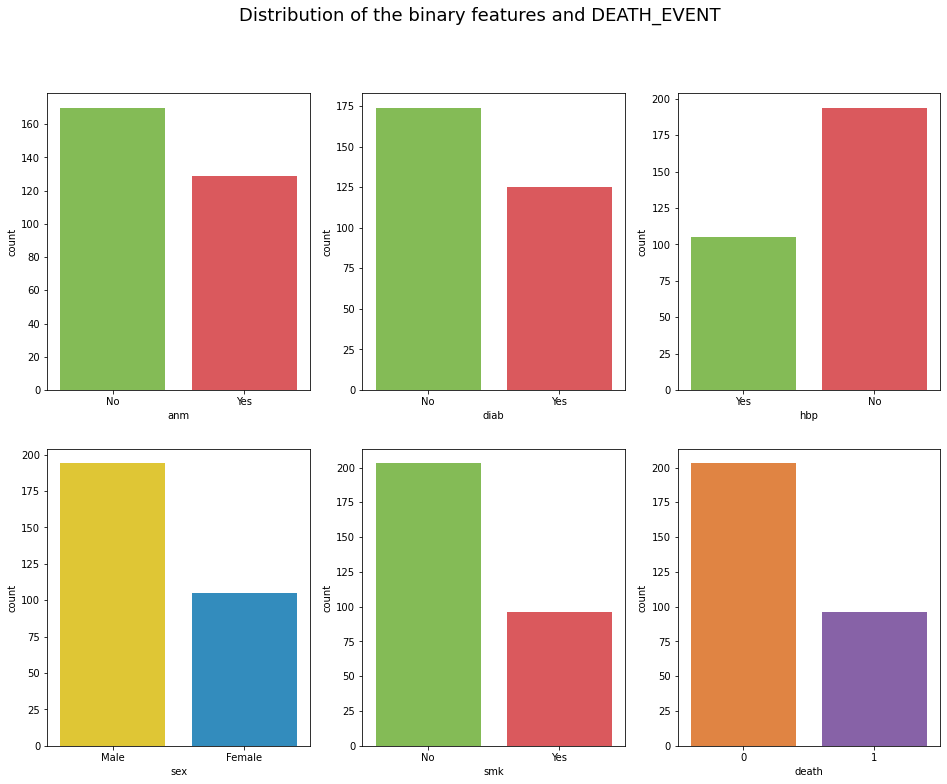 Distribution of the binary features and DEATH_EVENT
160
140
120
100
80
60
40
20
0
count
No
Yes
anm
175
150
125
100
75
50
25
0
count
No
Yes
diab
200
175
150
125
100
75
50
25
0
count
Yes
No
hbp
200
175
150
125
100
75
50
25
0
count
Male
Female
sex
200
175
150
125
100
75
50
25
0
count
No
Yes
smk
200
175
150
125
100
75
50
25
0
count
0
1
death